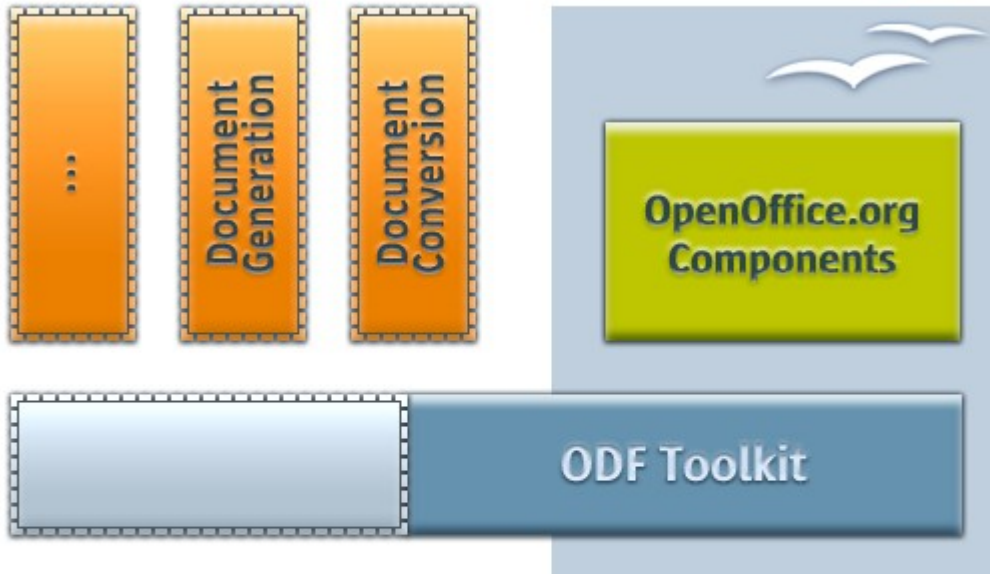 ...
Document
Generation
Document
Conversion
OpenOffice.org
Components
ODF Toolkit